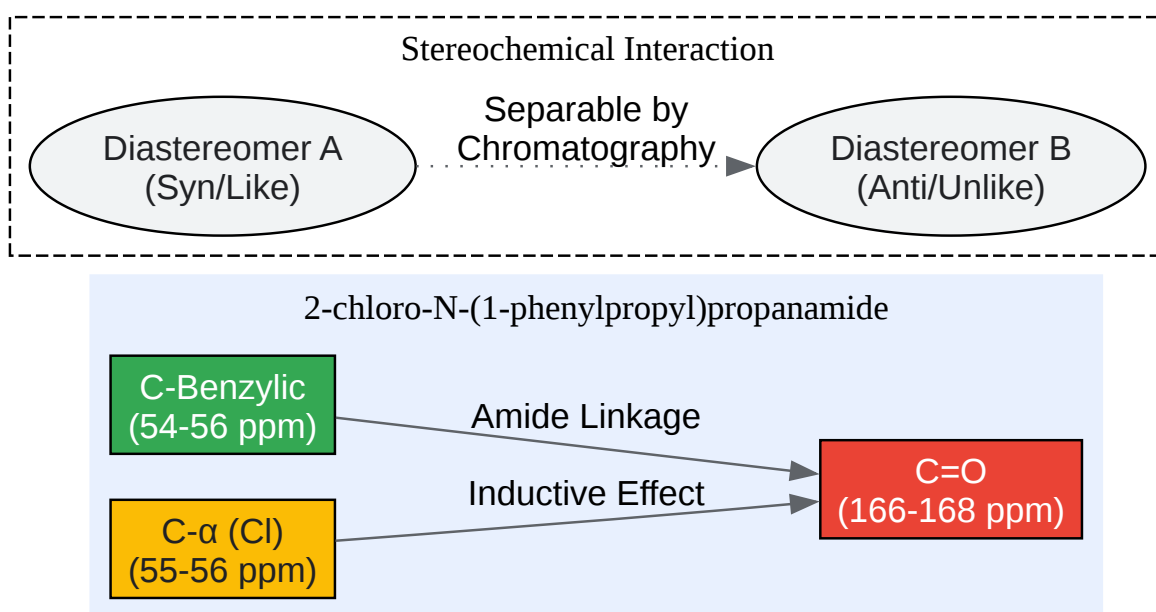 Stereochemical Interaction
Separable by
Chromatography
Diastereomer A
(Syn/Like)
Diastereomer B
(Anti/Unlike)
2-chloro-N-(1-phenylpropyl)propanamide
C-Benzylic
(54-56 ppm)
Amide Linkage
C=O
(166-168 ppm)
Inductive Effect
C-α (Cl)
(55-56 ppm)